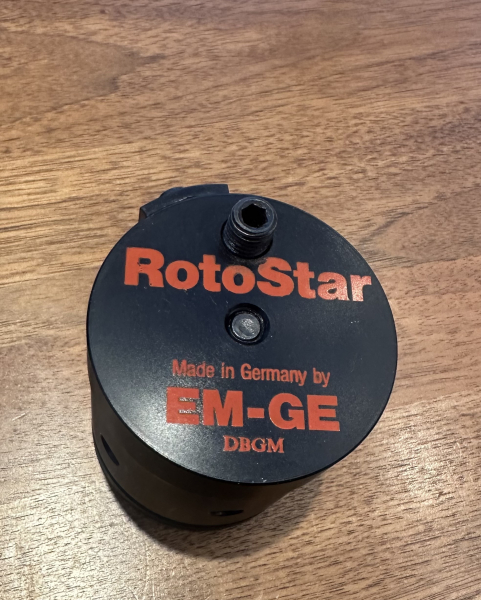 RotoStar
Made in Germany by
EM-GE
DBGM